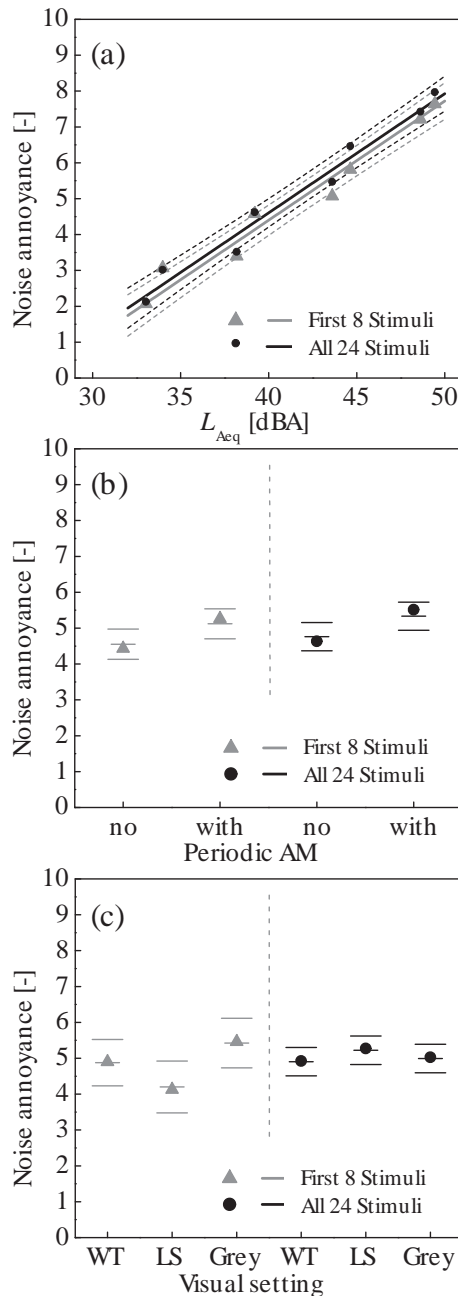 (a)
Noise annoyance [-]
10
9
8
7
6
5
4
3
2
1
0
First 8 Stimuli
All 24 Stimuli
30 35 40 45 50
L_Aeq [dBA]
(b)
Noise annoyance [-]
10
9
8
7
6
5
4
3
2
1
0
First 8 Stimuli
All 24 Stimuli
no with no with
Periodic AM
(c)
Noise annoyance [-]
10
9
8
7
6
5
4
3
2
1
0
First 8 Stimuli
All 24 Stimuli
WT LS Grey WT LS Grey
Visual setting